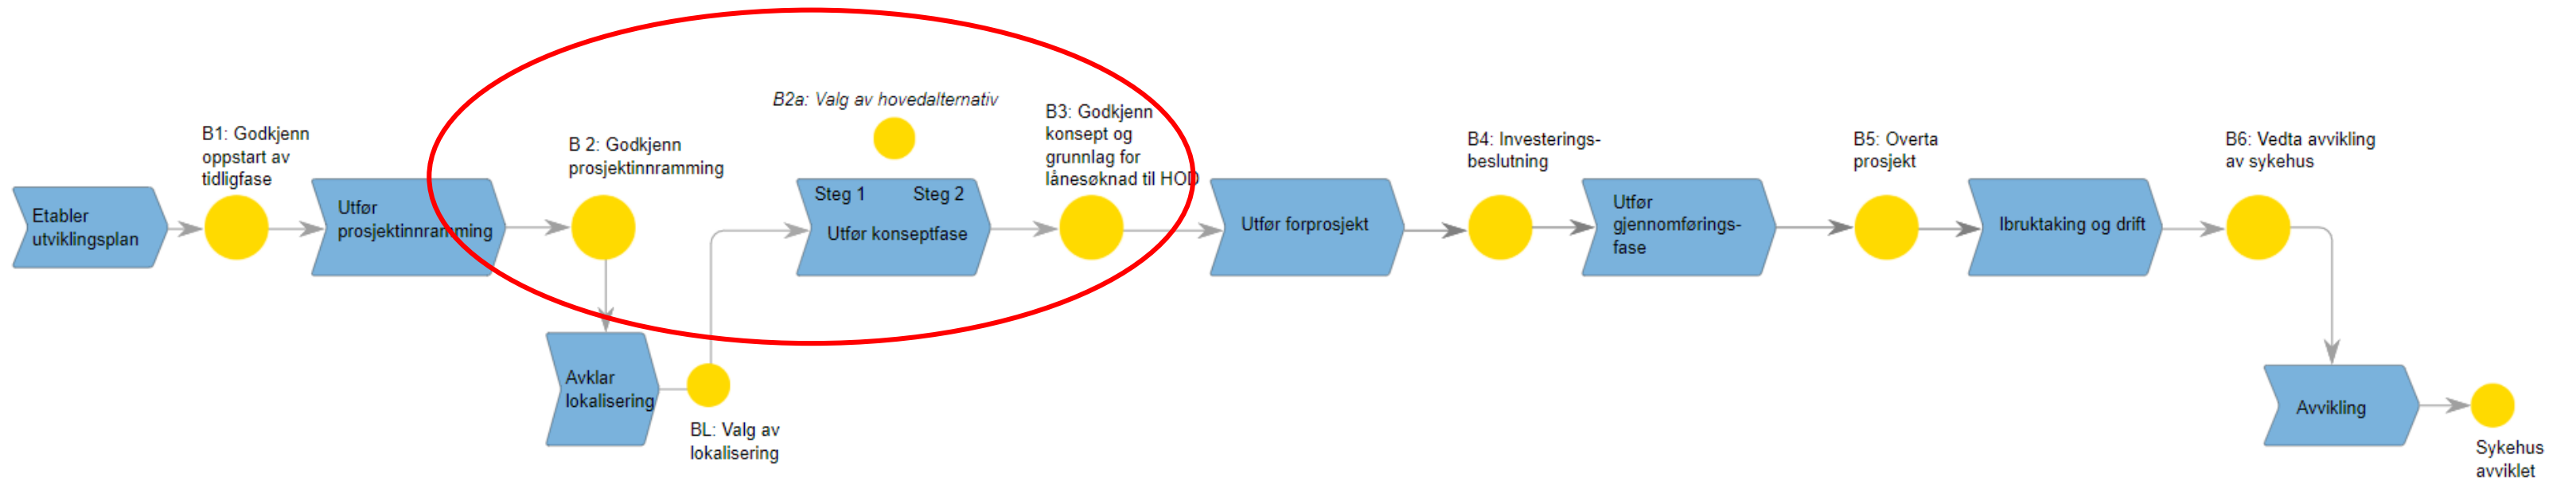 Etabler
utviklingsplan
B1: Godkjenn
oppstart av
tidligfase
Utfør
prosjektinnramming
B 2: Godkjenn
prosjektinnramming
Avklar
lokalisering
BL: Valg av
lokalisering
B2a: Valg av hovedalternativ
Steg 1 Steg 2
Utfør konseptfase
B3: Godkjenn
konsept og
grunnlag for
lånesøknad til HOD
Utfør forprosjekt
B4: Investerings-
beslutning
Utfør
gjennomførings-
fase
B5: Overta
prosjekt
Ibruktaking og drift
B6: Vedta avvikling
av sykehus
Avvikling
Sykehus
avviklet